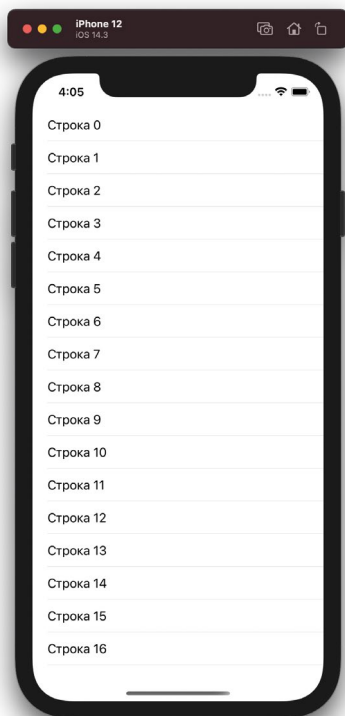 iPhone 12
iOS 14.3
4:05
Строка 0
Строка 1
Строка 2
Строка 3
Строка 4
Строка 5
Строка 6
Строка 7
Строка 8
Строка 9
Строка 10
Строка 11
Строка 12
Строка 13
Строка 14
Строка 15
Строка 16